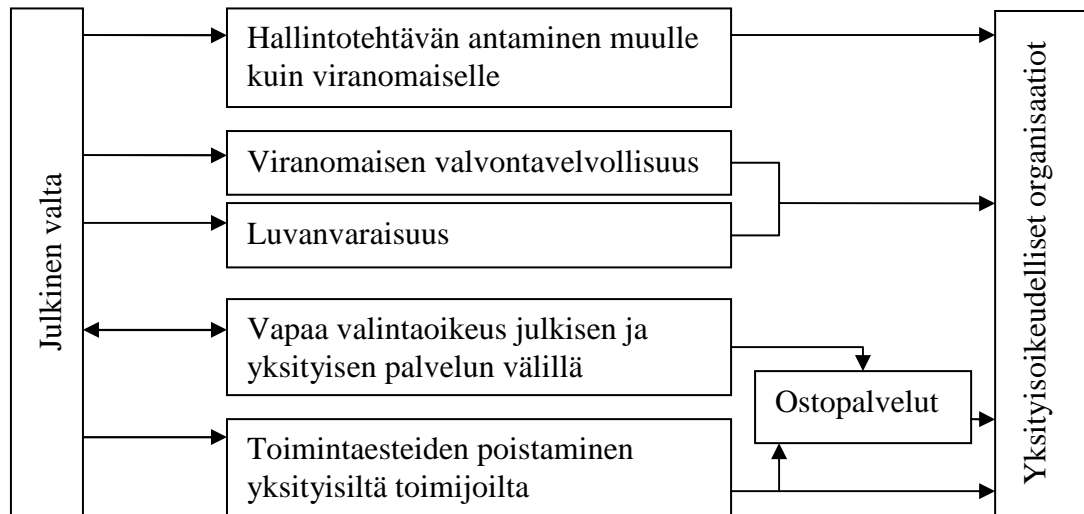 Julkinen valta
Hallintotehtävän antaminen muulle
kuin viranomaiselle
Viranomaisen valvontavelvollisuus
Luvanvaraisuus
Vapaa valintaoikeus julkisen ja
yksityisen palvelun välillä
Toimintaesteiden poistaminen
yksityisiltä toimijoilta
Ostopalvelut
Yksityisoikeudelliset organisaatiot